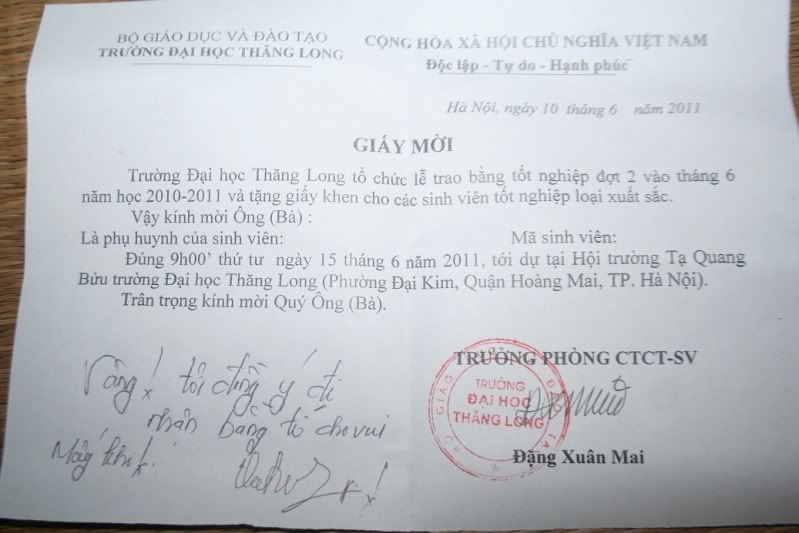 BỘ GIÁO DỤC VÀ ĐÀO TẠO
TRƯỜNG ĐẠI HỌC THĂNG LONG
CỘNG HÒA XÃ HỘI CHỦ NGHĨA VIỆT NAM
Độc lập - Tự do - Hạnh phúc
Hà Nội, ngày 10 tháng 6 năm 2011
GIẤY MỜI
Trường Đại học Thăng Long tổ chức lễ trao bằng tốt nghiệp đợt 2 vào tháng 6
năm học 2010-2011 và tặng giấy khen cho các sinh viên tốt nghiệp loại xuất sắc.
Vậy kính mời Ông (Bà) :
Là phụ huynh của sinh viên: Mã sinh viên:
Đúng 9h00’ thứ tư ngày 15 tháng 6 năm 2011, tới dự tại Hội trường Tạ Quang
Bửu trường Đại học Thăng Long (Phường Đại Kim, Quận Hoàng Mai, TP. Hà Nội).
Trân trọng kính mời Quý Ông (Bà).
TRƯỞNG PHÒNG CTCT-SV
TRƯỜNG
ĐẠI HỌC
THĂNG LONG
Đặng Xuân Mai
Vâng! tôi đồng ý đi
nhận bằng tố cho vui
Mấy khi!